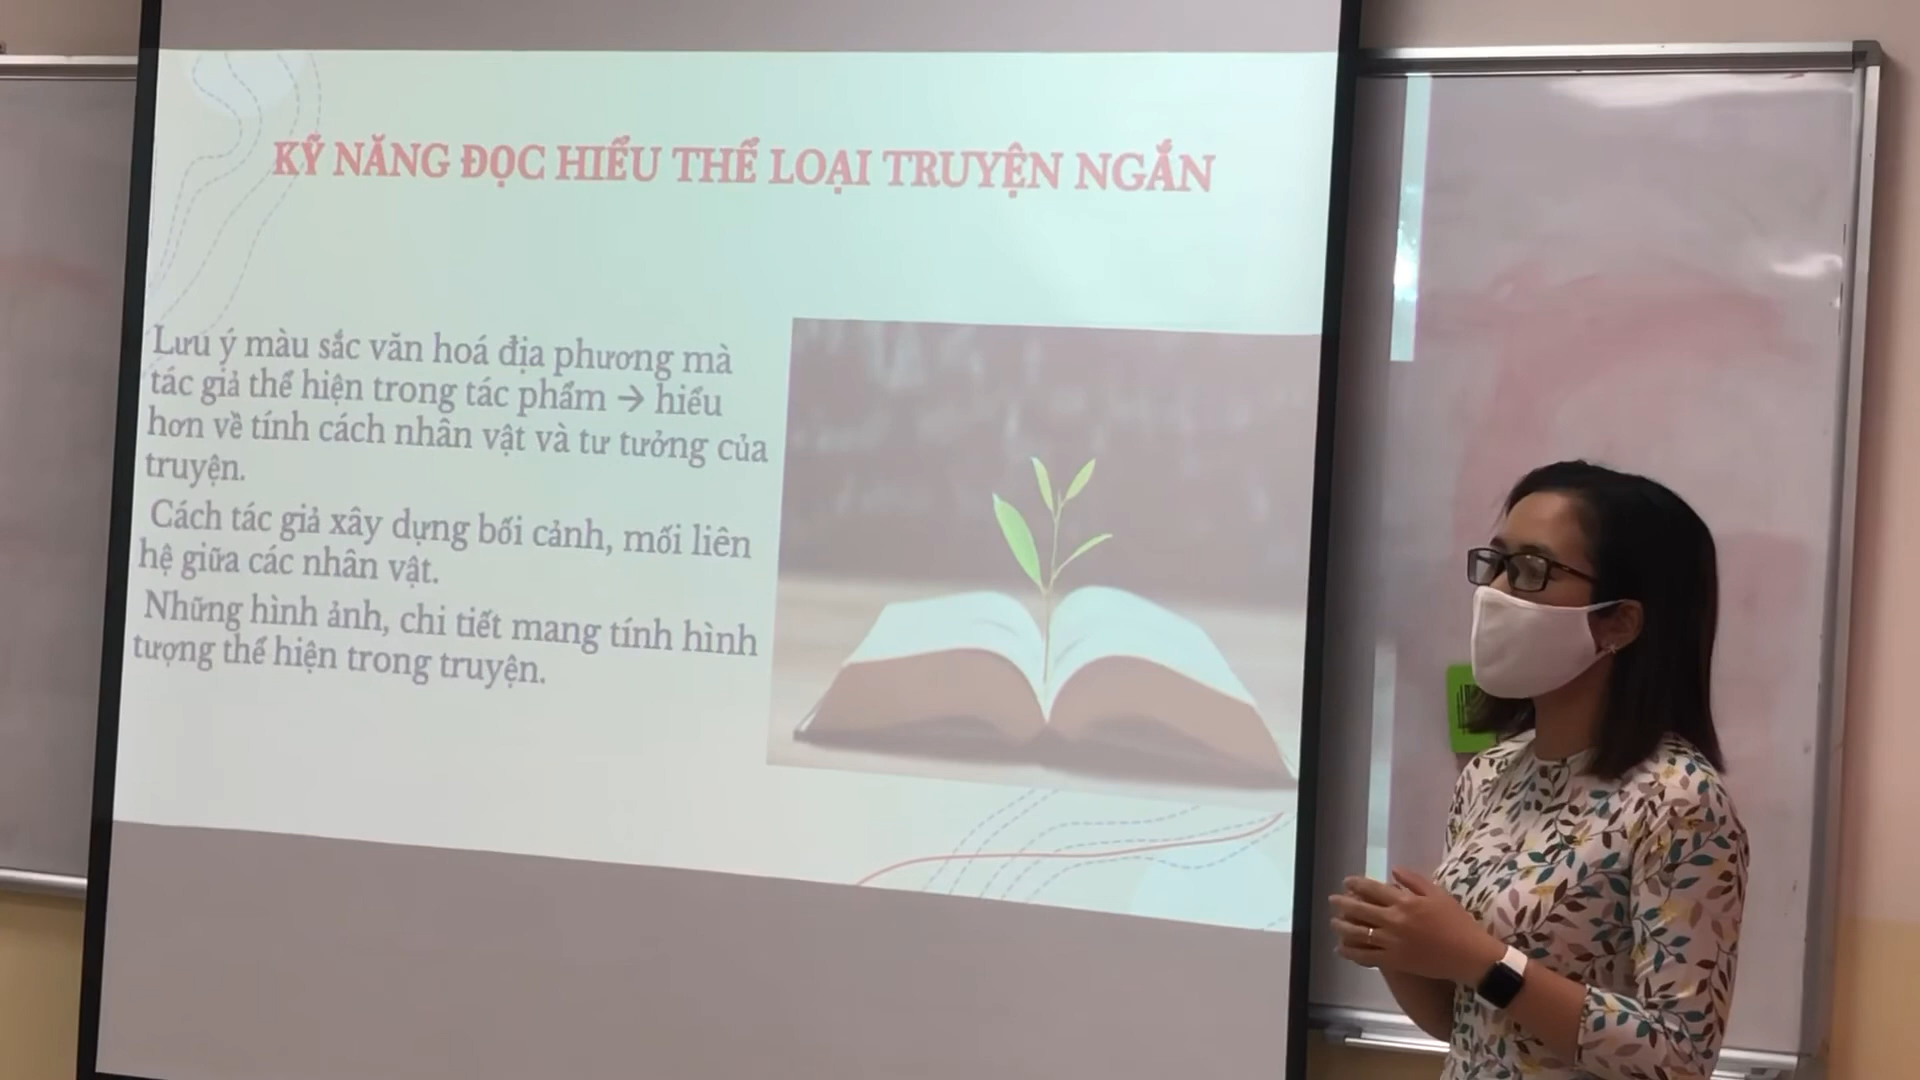 KỸ NĂNG ĐỌC HIỂU THỂ LOẠI TRUYỆN NGẮN
Lưu ý màu sắc văn hoá địa phương mà
tác giả thể hiện trong tác phẩm → hiểu
hơn về tính cách nhân vật và tư tưởng của
truyện.
Cách tác giả xây dựng bối cảnh, mối liên
hệ giữa các nhân vật.
Những hình ảnh, chi tiết mang tính hình
tượng thể hiện trong truyện.